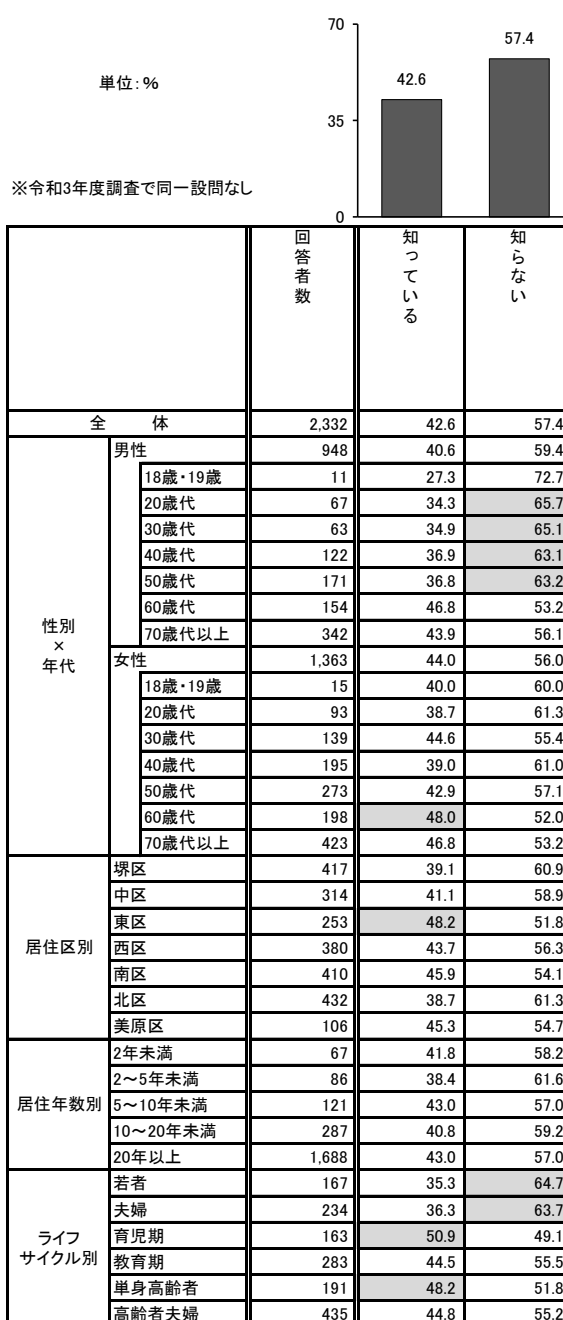 70
57.4
42.6
単位：%
35
※令和3年度調査で同一設問なし
0
回答者数 知っている 知らない
全 体 2,332 42.6 57.4
性別×年代
男性 948 40.6 59.4
18歳・19歳 11 27.3 72.7
20歳代 67 34.3 65.7
30歳代 63 34.9 65.1
40歳代 122 36.9 63.1
50歳代 171 36.8 63.2
60歳代 154 46.8 53.2
70歳代以上 342 43.9 56.1
女性 1,363 44.0 56.0
18歳・19歳 15 40.0 60.0
20歳代 93 38.7 61.3
30歳代 139 44.6 55.4
40歳代 195 39.0 61.0
50歳代 273 42.9 57.1
60歳代 198 48.0 52.0
70歳代以上 423 46.8 53.2
居住区別
堺区 417 39.1 60.9
中区 314 41.1 58.9
東区 253 48.2 51.8
西区 380 43.7 56.3
南区 410 45.9 54.1
北区 432 38.7 61.3
美原区 106 45.3 54.7
居住年数別
2年未満 67 41.8 58.2
2～5年未満 86 38.4 61.6
5～10年未満 121 43.0 57.0
10～20年未満 287 40.8 59.2
20年以上 1,688 43.0 57.0
ライフサイクル別
若者 167 35.3 64.7
夫婦 234 36.3 63.7
育児期 163 50.9 49.1
教育期 283 44.5 55.5
単身高齢者 191 48.2 51.8
高齢者夫婦 435 44.8 55.2